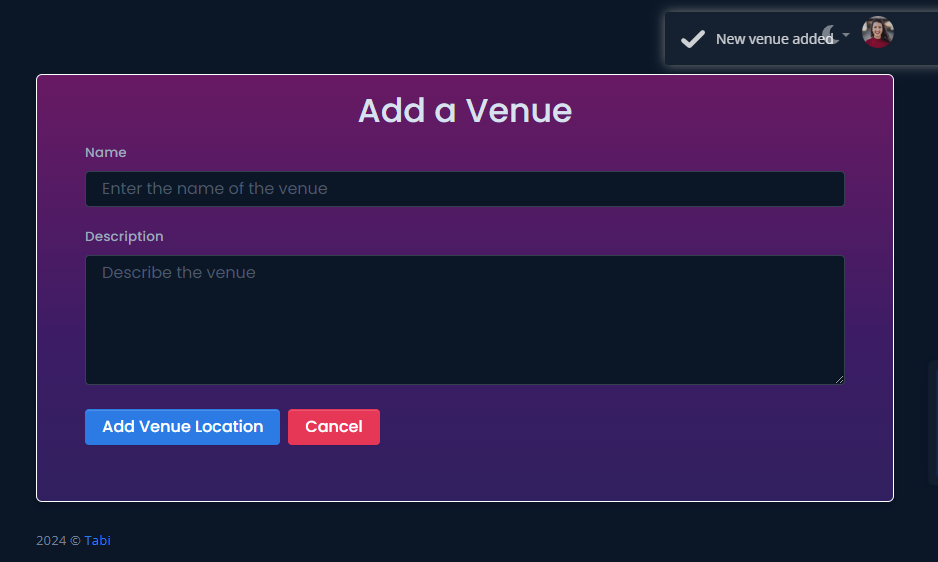 New venue added
Add a Venue
Name
Enter the name of the venue
Description
Describe the venue
Add Venue Location
Cancel
2024 © Tabi